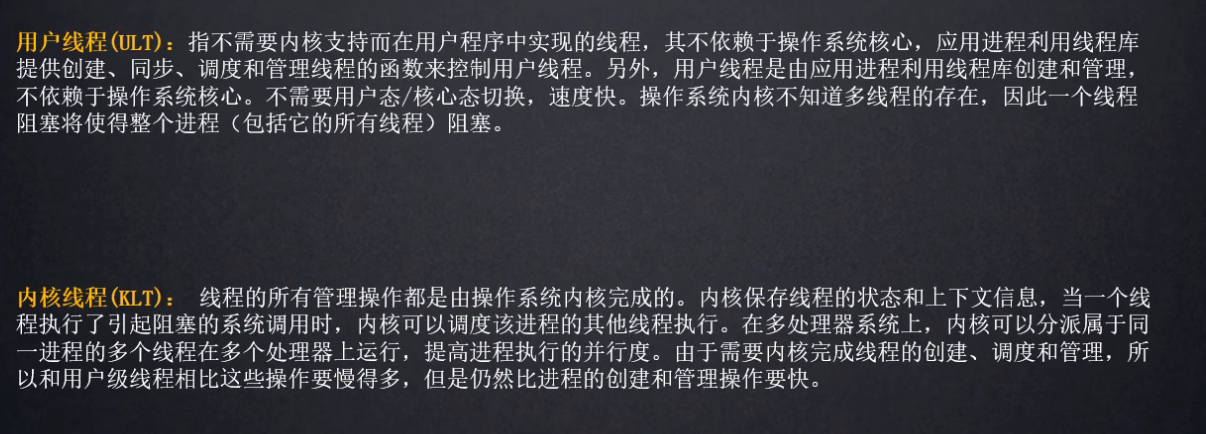 用户线程(ULT)：指不需要内核支持而在用户程序中实现的线程，其不依赖于操作系统核心，应用进程利用线程库
提供创建、同步、调度和管理线程的函数来控制用户线程。另外，用户线程是由应用进程利用线程库创建和管理，
不依赖于操作系统核心。不需要用户态/核心态切换，速度快。操作系统内核不知道多线程的存在，因此一个线程
阻塞将使得整个进程（包括它的所有线程）阻塞。
内核线程(KLT)： 线程的所有管理操作都是由操作系统内核完成的。内核保存线程的状态和上下文信息，当一个线
程执行了引起阻塞的系统调用时，内核可以调度该进程的其他线程执行。在多处理器系统上，内核可以分派属于同
一进程的多个线程在多个处理器上运行，提高进程执行的并行度。由于需要内核完成线程的创建、调度和管理，所
以和用户级线程相比这些操作要慢得多，但是仍然比进程的创建和管理操作要快。